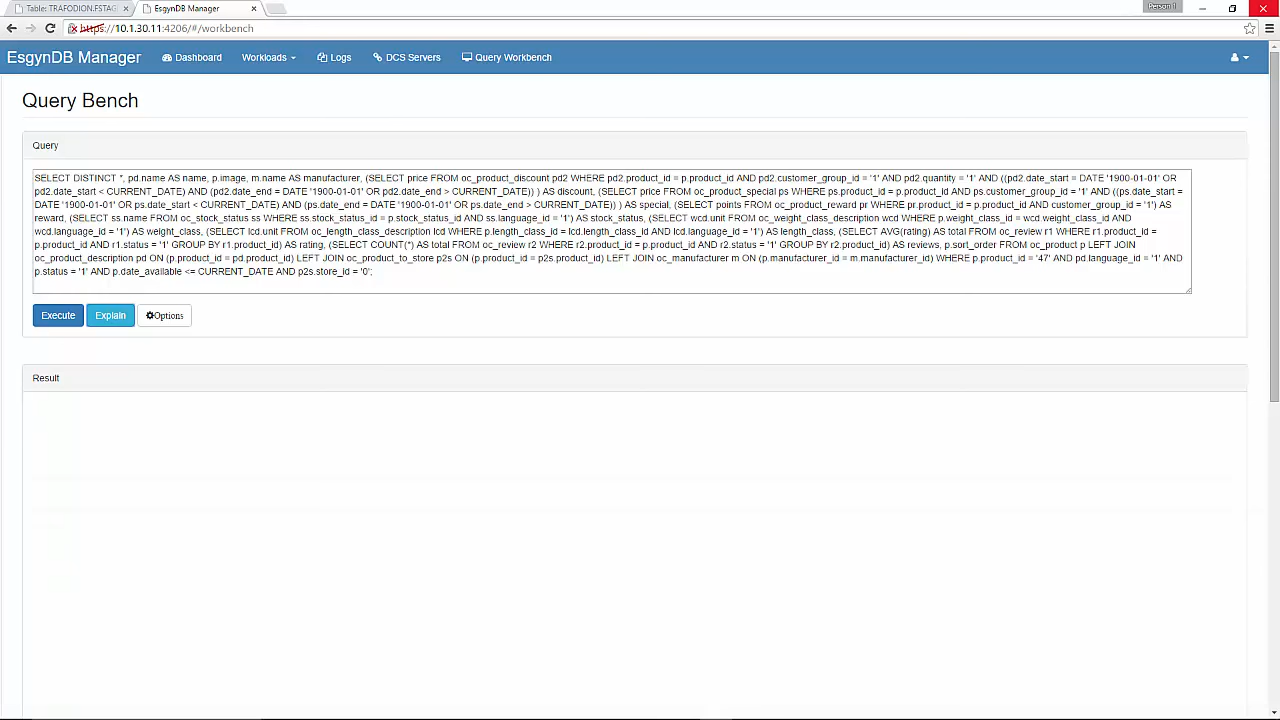 Table: TRAFODION.FSTAG
EsgynDB Manager
Person 1
https://10.1.30.11:4206/#/workbench
EsgynDB Manager
Dashboard
Workloads
Logs
DCS Servers
Query Workbench
Query Bench
Query
SELECT DISTINCT *, pd.name AS name, p.image, m.name AS manufacturer, (SELECT price FROM oc_product_discount pd2 WHERE pd2.product_id = p.product_id AND pd2.customer_group_id = '1' AND pd2.quantity = '1' AND ((pd2.date_start = DATE '1900-01-01' OR
pd2.date_start < CURRENT_DATE) AND (pd2.date_end = DATE '1900-01-01' OR pd2.date_end > CURRENT_DATE)) ) AS discount, (SELECT price FROM oc_product_special ps WHERE ps.product_id = p.product_id AND ps.customer_group_id = '1' AND ((ps.date_start =
DATE '1900-01-01' OR ps.date_start < CURRENT_DATE) AND (ps.date_end = DATE '1900-01-01' OR ps.date_end > CURRENT_DATE)) ) AS special, (SELECT points FROM oc_product_reward pr WHERE pr.product_id = p.product_id AND customer_group_id = '1') AS
reward, (SELECT ss.name FROM oc_stock_status ss WHERE ss.stock_status_id = p.stock_status_id AND ss.language_id = '1') AS stock_status, (SELECT wcd.unit FROM oc_weight_class_description wcd WHERE p.weight_class_id = wcd.weight_class_id AND
wcd.language_id = '1') AS weight_class, (SELECT lcd.unit FROM oc_length_class_description lcd WHERE p.length_class_id = lcd.length_class_id AND lcd.language_id = '1') AS length_class, (SELECT AVG(rating) AS total FROM oc_review r1 WHERE r1.product_id =
p.product_id AND r1.status = '1' GROUP BY r1.product_id) AS rating, (SELECT COUNT(*) AS total FROM oc_review r2 WHERE r2.product_id = p.product_id AND r2.status = '1' GROUP BY r2.product_id) AS reviews, p.sort_order FROM oc_product p LEFT JOIN
oc_product_description pd ON (p.product_id = pd.product_id) LEFT JOIN oc_product_to_store p2s ON (p.product_id = p2s.product_id) LEFT JOIN oc_manufacturer m ON (p.manufacturer_id = m.manufacturer_id) WHERE p.product_id = '47' AND pd.language_id = '1' AND
p.status = '1' AND p.date_available <= CURRENT_DATE AND p2s.store_id = '0';
Execute
Explain
Options
Result